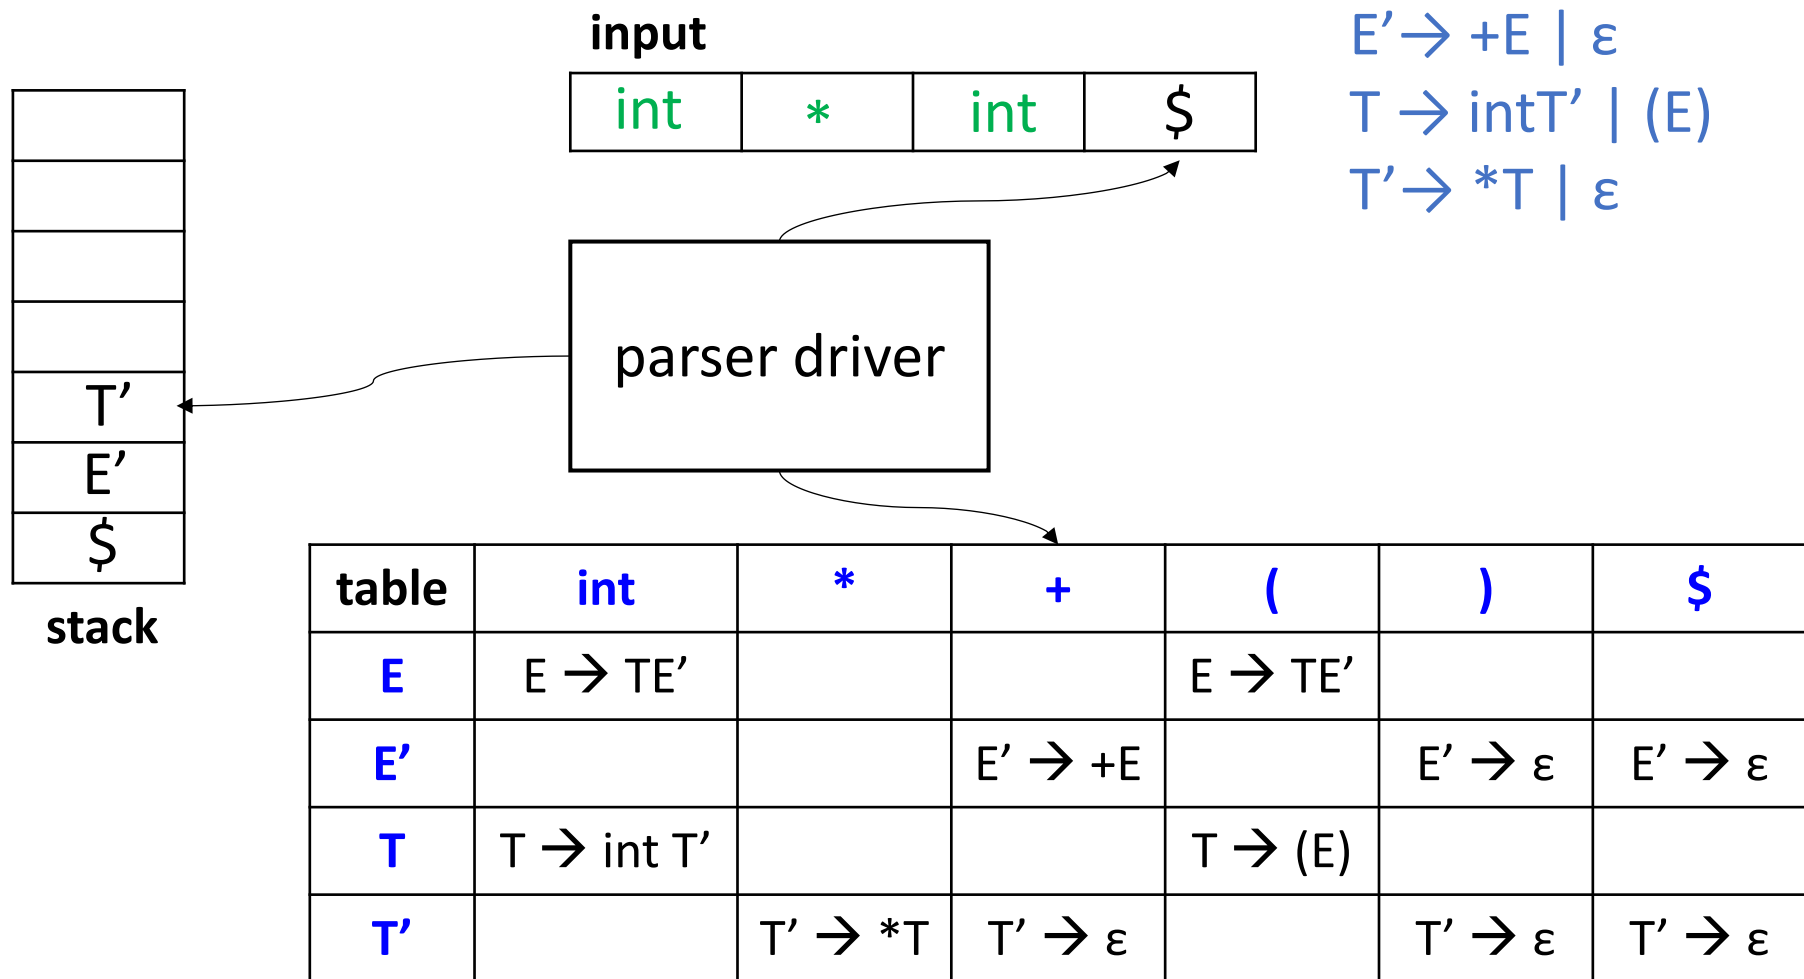 input
int * int $
E’→ +E | ε
T → intT’ | (E)
T’→ *T | ε
parser driver
T’
E’
$
stack
table int * + ( ) $
E E → TE’ E → TE’
E’ E’ → +E E’ → ε E’ → ε
T T → int T’ T → (E)
T’ T’ → *T T’ → ε T’ → ε T’ → ε